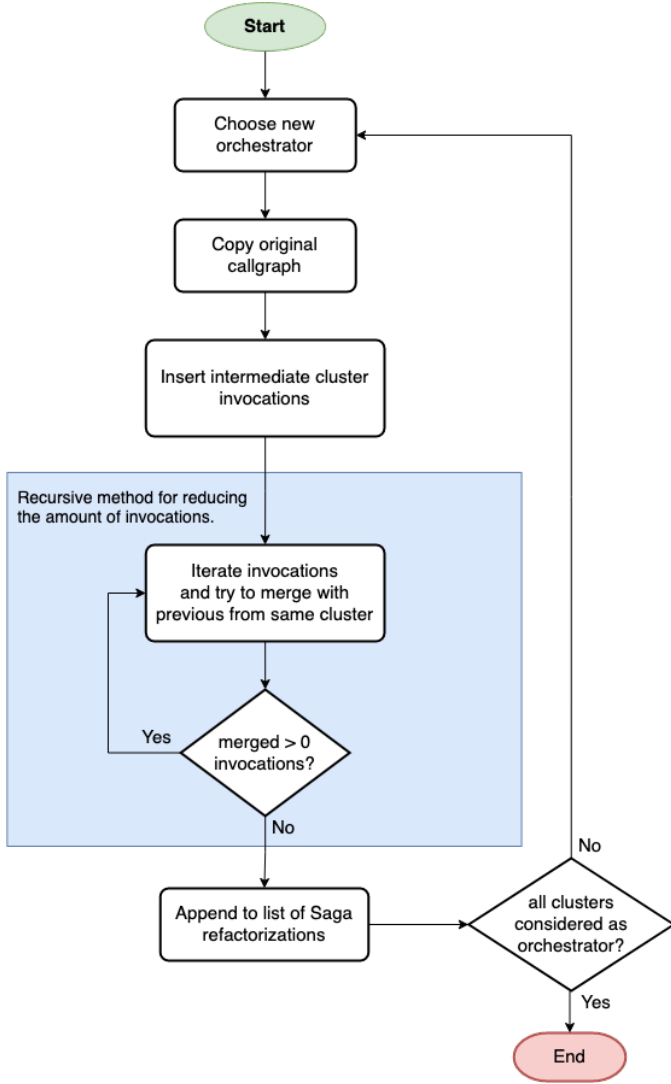 Start
Choose new
orchestrator
Copy original
callgraph
Insert intermediate cluster
invocations
Recursive method for reducing
the amount of invocations.
Iterate invocations
and try to merge with
previous from same cluster
Yes
merged > 0
invocations?
No
Append to list of Saga
refactorizations
No
all clusters
considered as
orchestrator?
Yes
End